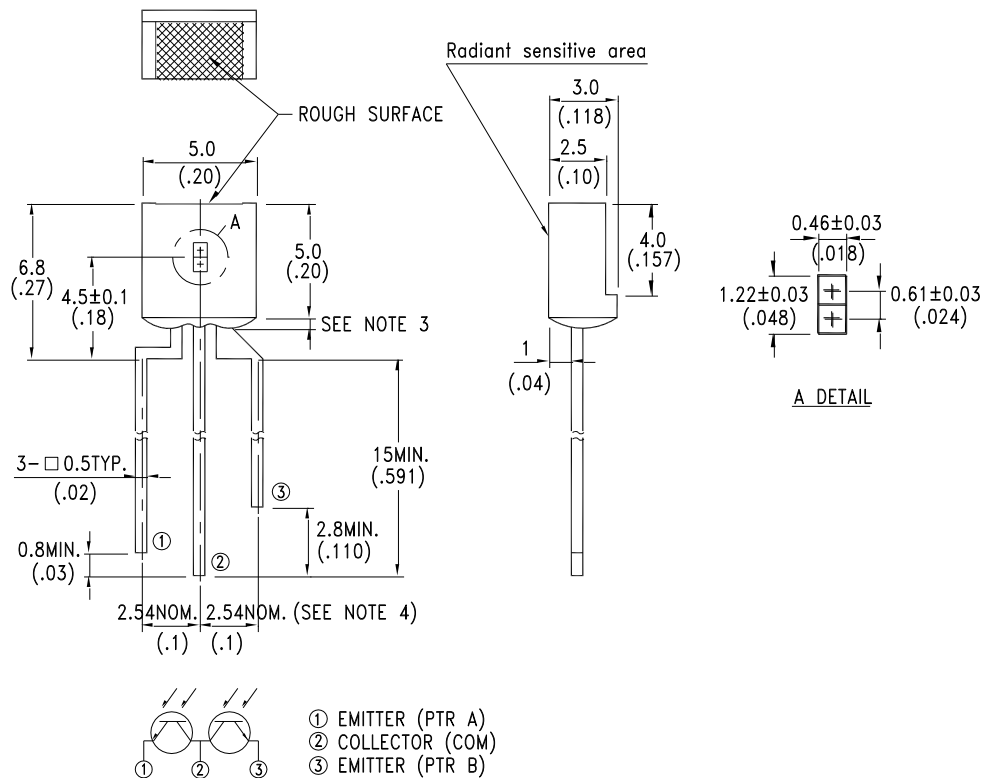 Radiant sensitive area
ROUGH SURFACE
3.0
(.118)
2.5
(.10)
5.0
(.20)
A
6.8
(.27)
4.5±0.1
(.18)
5.0
(.20)
SEE NOTE 3
4.0
(.157)
1
(.04)
0.46±0.03
(.018)
1.22±0.03
(.048)
0.61±0.03
(.024)
A DETAIL
3-□ 0.5TYP.
(.02)
15MIN.
(.591)
③
2.8MIN.
(.110)
①
0.8MIN.
(.03)
②
2.54NOM. 2.54NOM. (SEE NOTE 4)
(.1) (.1)
① ② ③
① EMITTER (PTR A)
② COLLECTOR (COM)
③ EMITTER (PTR B)